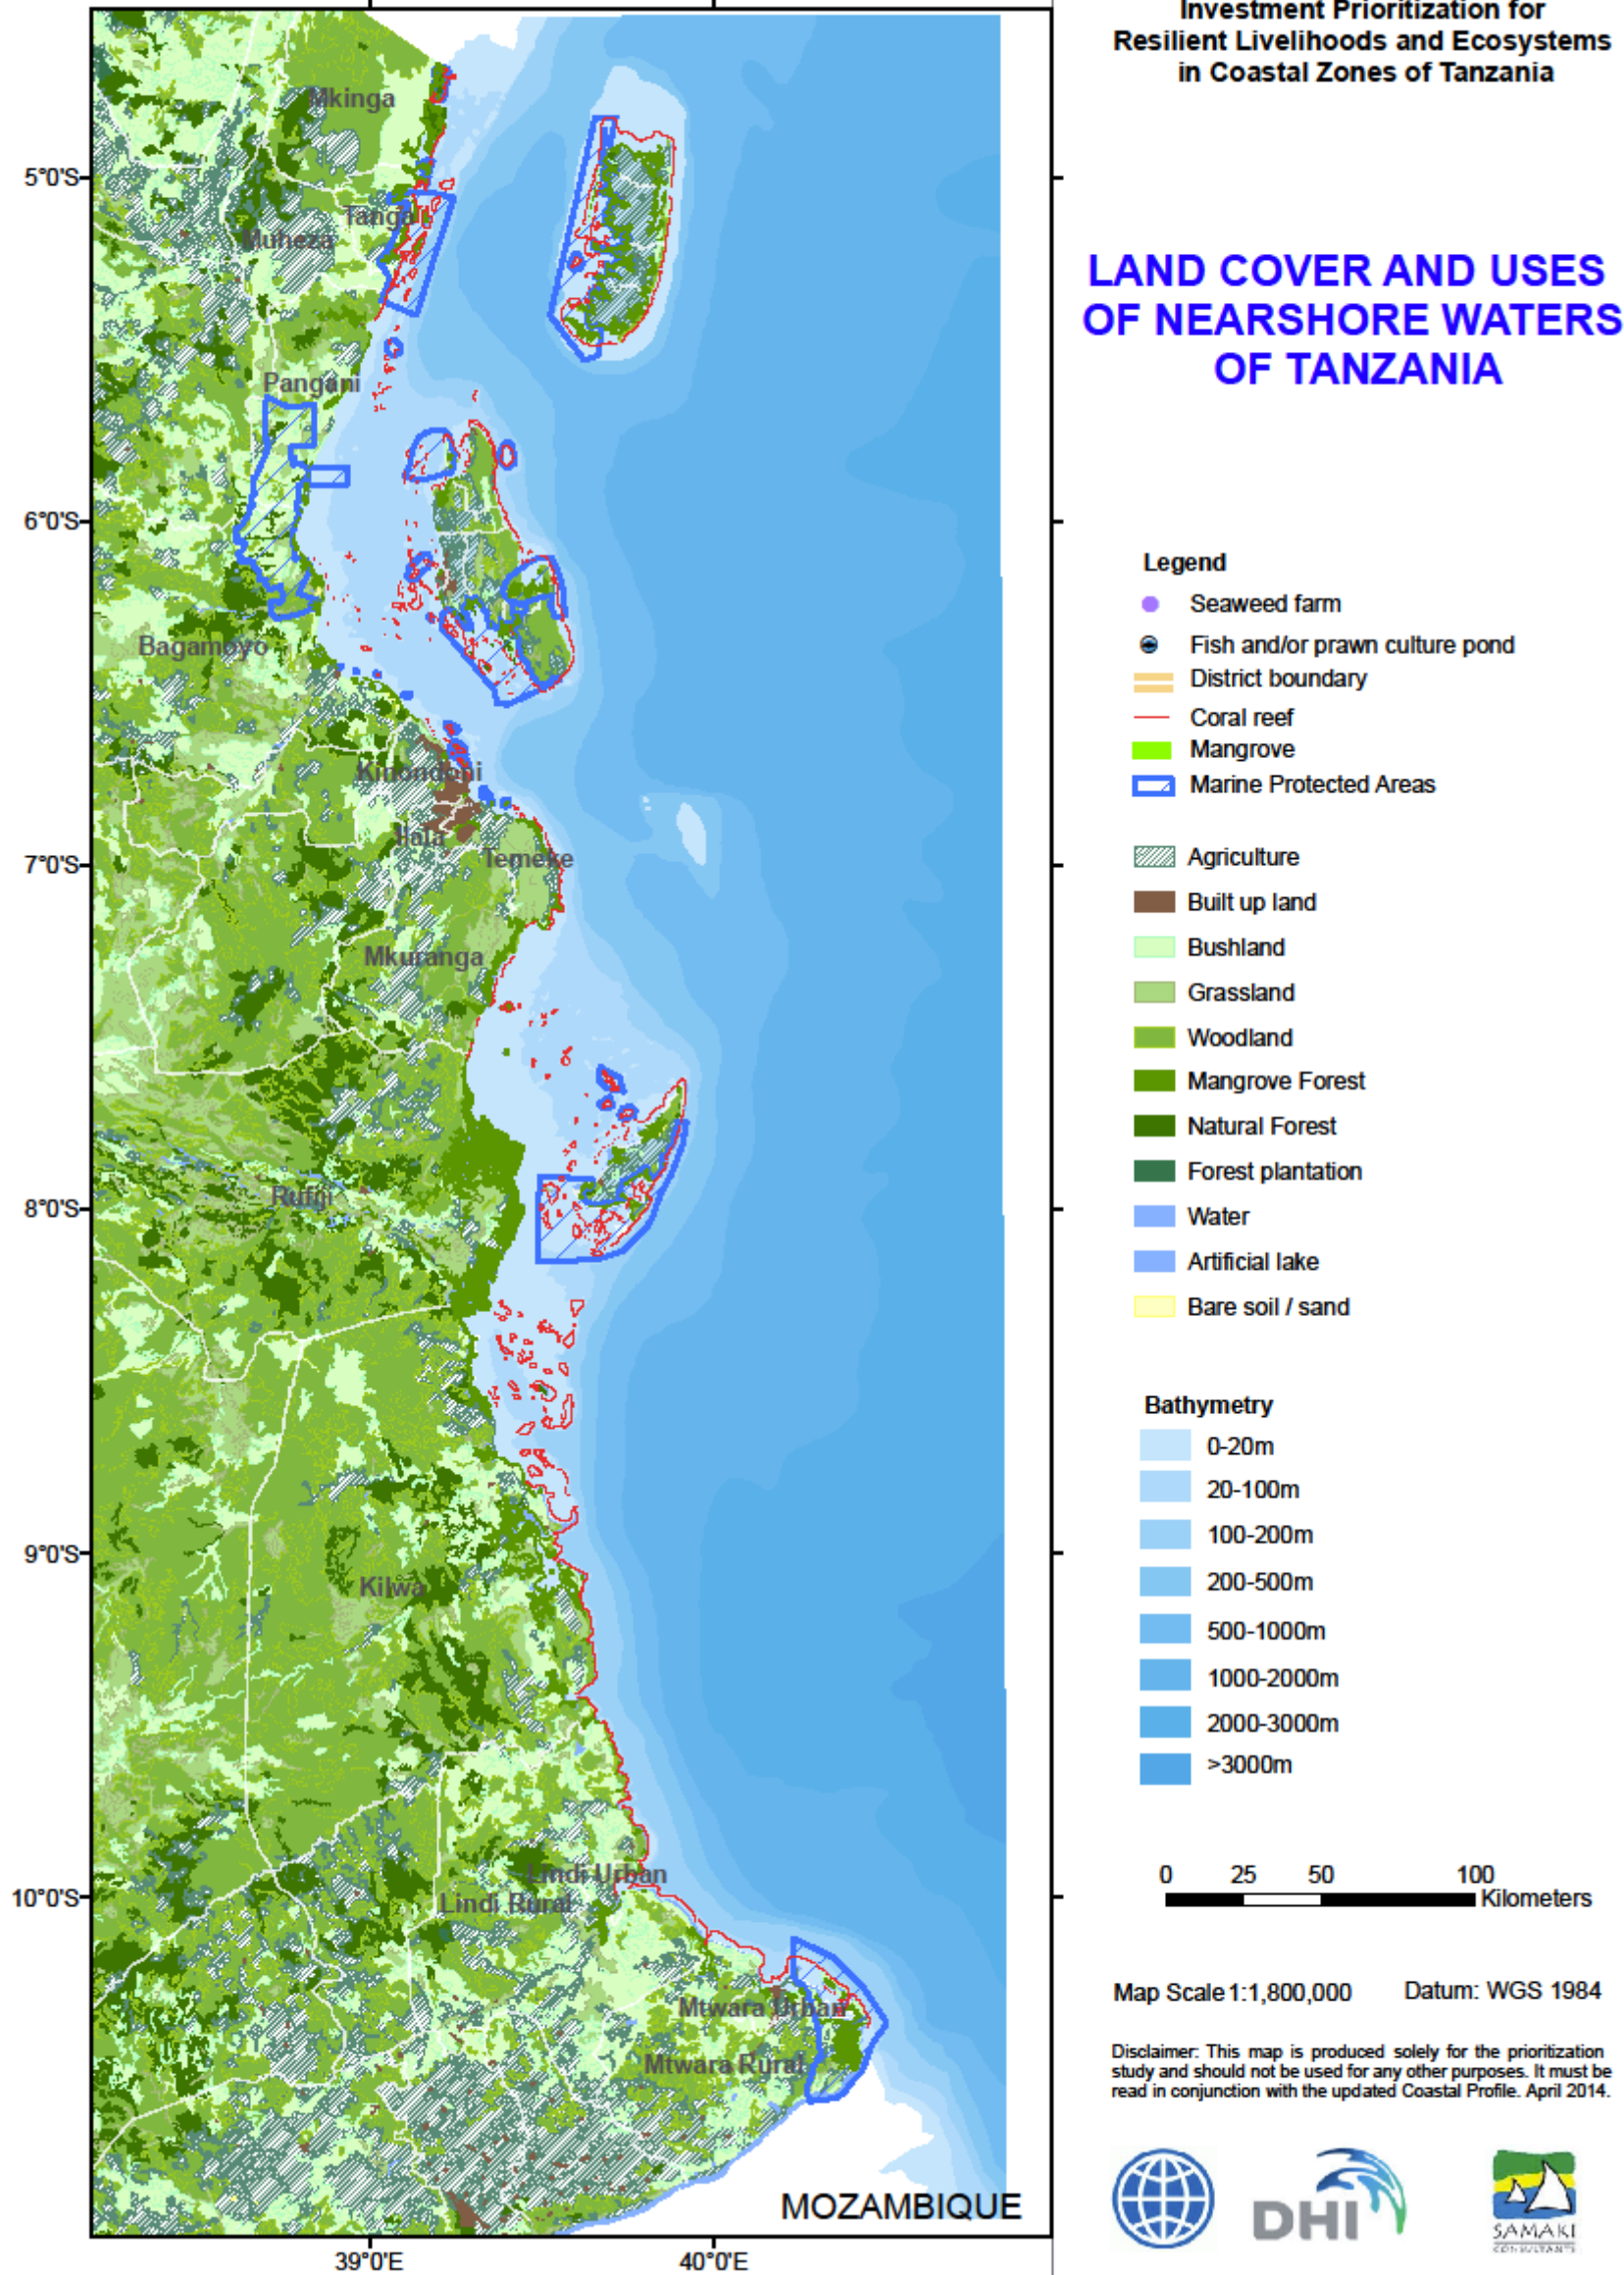 Investment Prioritization for
Resilient Livelihoods and Ecosystems
in Coastal Zones of Tanzania
LAND COVER AND USES
OF NEARSHORE WATERS
OF TANZANIA
Legend
Seaweed farm
Fish and/or prawn culture pond
District boundary
Coral reef
Mangrove
Marine Protected Areas
Agriculture
Built up land
Bushland
Grassland
Woodland
Mangrove Forest
Natural Forest
Forest plantation
Water
Artificial lake
Bare soil / sand
Bathymetry
0-20m
20-100m
100-200m
200-500m
500-1000m
1000-2000m
2000-3000m
>3000m
0 25 50 100
Kilometers
Map Scale 1:1,800,000 Datum: WGS 1984
Disclaimer: This map is produced solely for the prioritization
study and should not be used for any other purposes. It must be
read in conjunction with the updated Coastal Profile. April 2014.
DHI
SAMAKI
CONSULTANTS
Mkinga
5°0'S
Tanga
Muheza
Pangani
6°0'S
Bagamoyo
Kinondoni
Ilala
Temeke
7°0'S
Mkuranga
Rufiji
8°0'S
9°0'S
Kilwa
Lindi Urban
10°0'S
Lindi Rural
Mtwara Urban
Mtwara Rural
MOZAMBIQUE
39°0'E
40°0'E